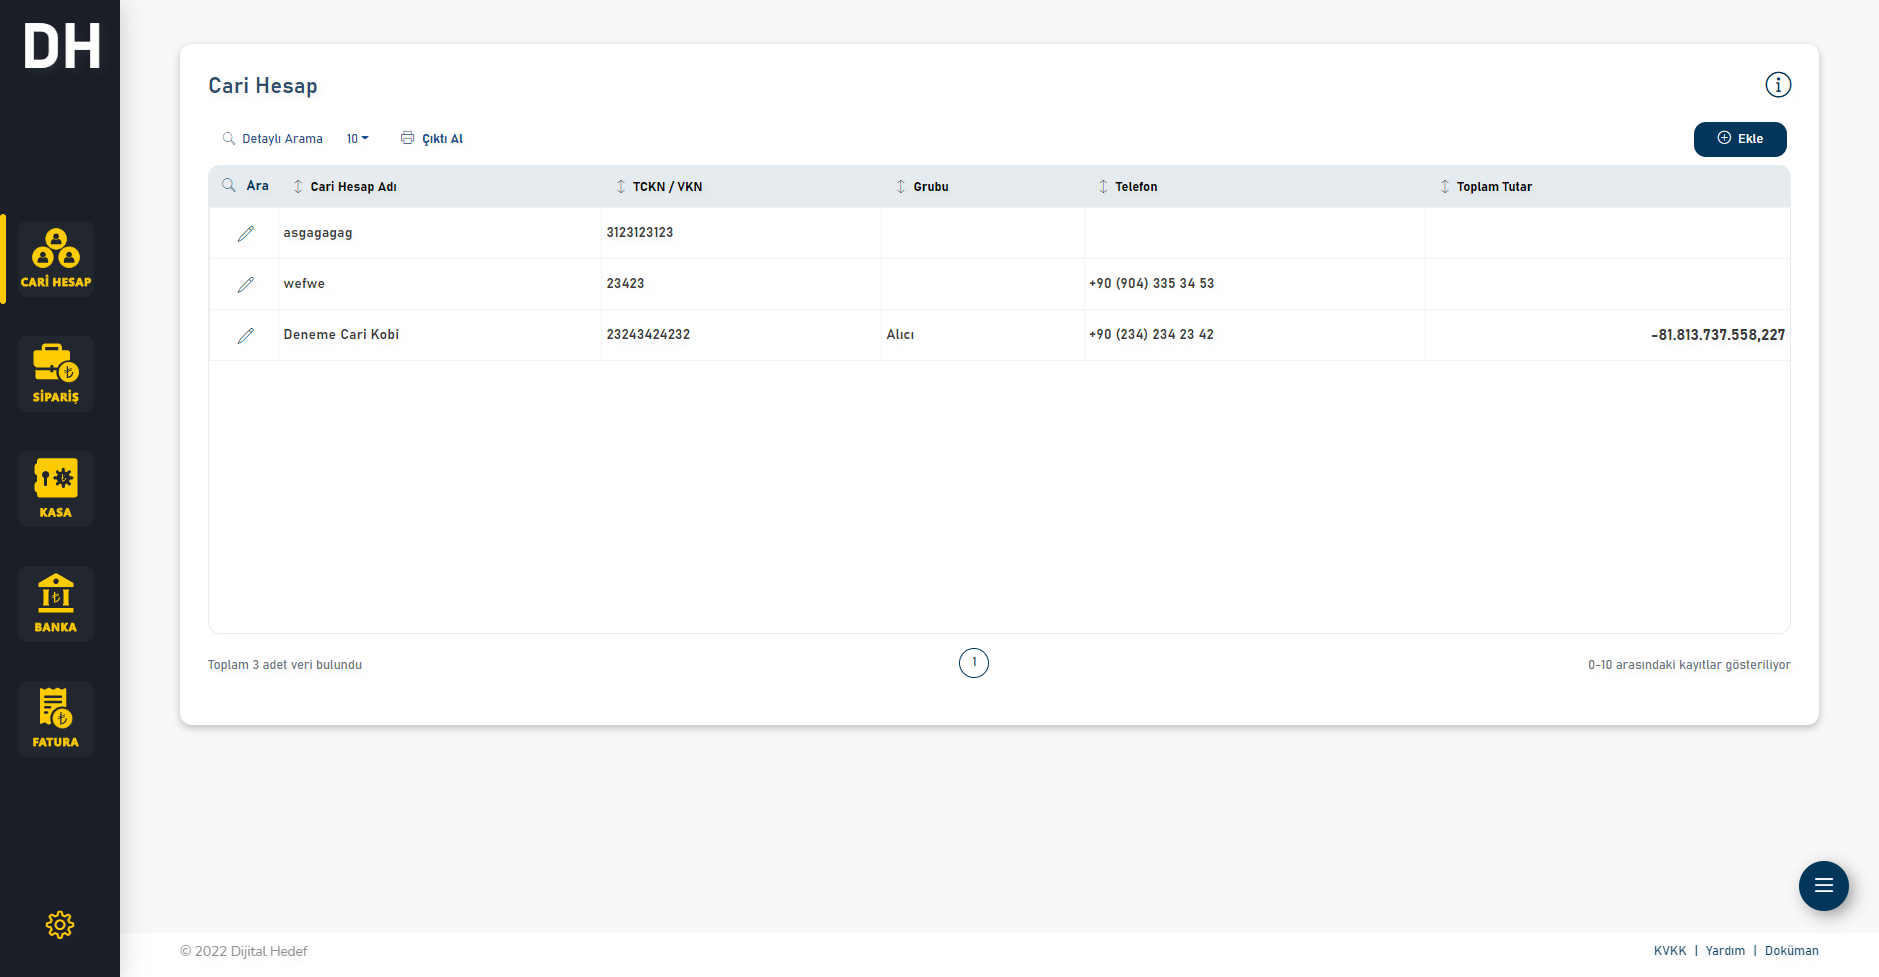 DH
CARİ HESAP
SİPARİŞ
KASA
BANKA
FATURA
Cari Hesap
Detaylı Arama 10 Çıktı Al Ekle
Ara Cari Hesap Adı TCKN / VKN Grubu Telefon Toplam Tutar
asgagagag 3123123123
wefwe 23423 +90 (904) 335 34 53
Deneme Cari Kobi 23243424232 Alıcı +90 (234) 234 23 42 -81.813.737.558,227
Toplam 3 adet veri bulundu 1 0-10 arasındaki kayıtlar gösteriliyor
© 2022 Dijital Hedef KVKK | Yardım | Doküman